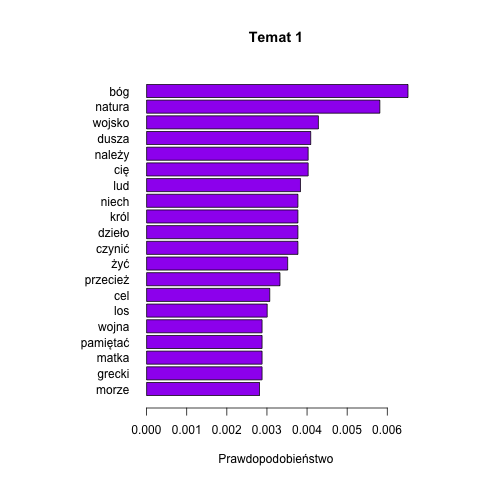 Temat 1
bóg
natura
wojsko
dusza
należy
cię
lud
niech
król
dzieło
czynić
żyć
przecież
cel
los
wojna
pamiętać
matka
grecki
morze
0.000 0.001 0.002 0.003 0.004 0.005 0.006
Prawdopodobieństwo